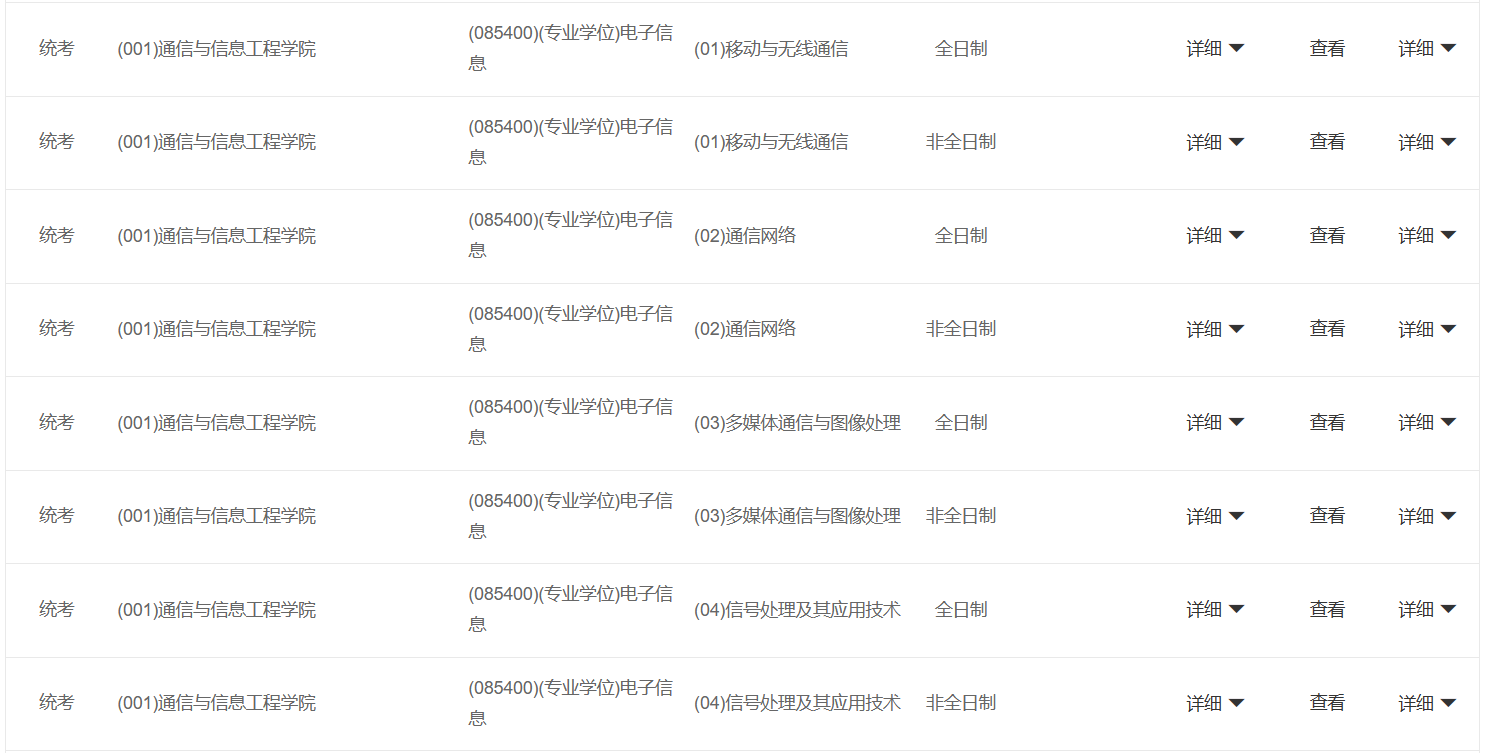 统考 (001)通信与信息工程学院 (085400)(专业学位)电子信息 (01)移动与无线通信 全日制 详细 查看 详细
统考 (001)通信与信息工程学院 (085400)(专业学位)电子信息 (01)移动与无线通信 非全日制 详细 查看 详细
统考 (001)通信与信息工程学院 (085400)(专业学位)电子信息 (02)通信网络 全日制 详细 查看 详细
统考 (001)通信与信息工程学院 (085400)(专业学位)电子信息 (02)通信网络 非全日制 详细 查看 详细
统考 (001)通信与信息工程学院 (085400)(专业学位)电子信息 (03)多媒体通信与图像处理 全日制 详细 查看 详细
统考 (001)通信与信息工程学院 (085400)(专业学位)电子信息 (03)多媒体通信与图像处理 非全日制 详细 查看 详细
统考 (001)通信与信息工程学院 (085400)(专业学位)电子信息 (04)信号处理及其应用技术 全日制 详细 查看 详细
统考 (001)通信与信息工程学院 (085400)(专业学位)电子信息 (04)信号处理及其应用技术 非全日制 详细 查看 详细